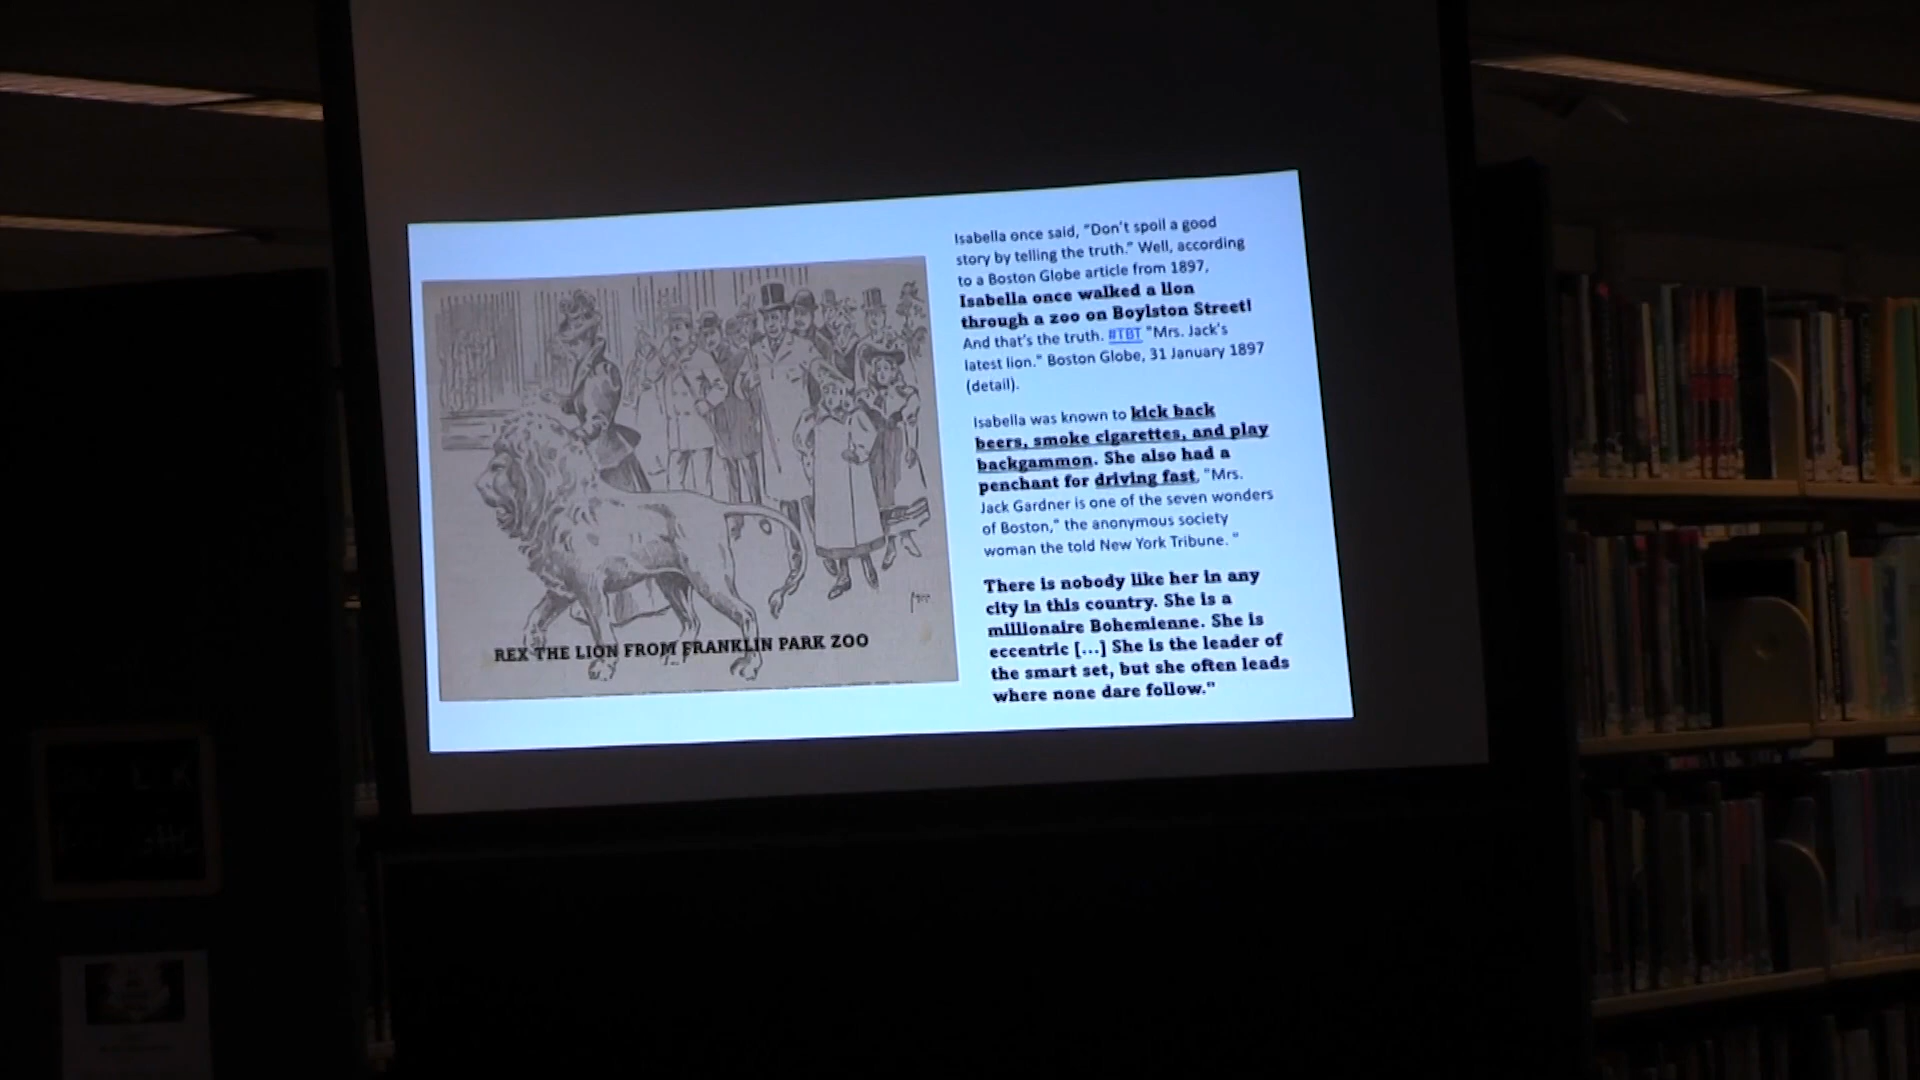 Isabella once said, "Don't spoil a good
story by telling the truth." Well, according
to a Boston Globe article from 1897,
Isabella once walked a lion
through a zoo on Boylston Street!
And that's the truth. #TBT "Mrs. Jack's
latest lion." Boston Globe, 31 January 1897
(detail).
Isabella was known to kick back
beers, smoke cigarettes, and play
backgammon. She also had a
penchant for driving fast, "Mrs.
Jack Gardner is one of the seven wonders
of Boston," the anonymous society
woman the told New York Tribune. "
There is nobody like her in any
city in this country. She is a
millionaire Bohemienne. She is
eccentric [...] She is the leader of
the smart set, but she often leads
where none dare follow."
REX THE LION FROM FRANKLIN PARK ZOO